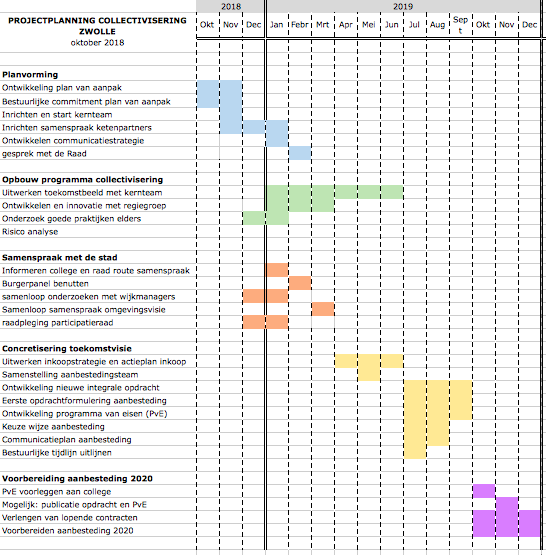 2018 2019
PROJECTPLANNING COLLECTIVISERING
ZWOLLE
oktober 2018
Okt Nov Dec Jan Febr Mrt Apr Mei Jun Jul Aug Sep
t Okt Nov Dec
Planvorming
Ontwikkeling plan van aanpak
Bestuurlijke commitment plan van aanpak
Inrichten en start kernteam
Inrichten samenspraak ketenpartners
Ontwikkelen communicatiestrategie
gesprek met de Raad
Opbouw programma collectivisering
Uitwerken toekomstbeeld met kernteam
Ontwikkelen en innovatie met regiegroep
Onderzoek goede praktijken elders
Risico analyse
Samenspraak met de stad
Informeren college en raad route samenspraak
Burgerpanel benutten
samenloop onderzoeken met wijkmanagers
Samenloop samenspraak omgevingsvisie
raadpleging participatieraad
Concretisering toekomstvisie
Uitwerken inkoopstrategie en actieplan inkoop
Samenstelling aanbestedingsteam
Ontwikkeling nieuwe integrale opdracht
Eerste opdrachtformulering aanbesteding
Ontwikkeling programma van eisen (PvE)
Keuze wijze aanbesteding
Communicatieplan aanbesteding
Bestuurlijke tijdlijn uitlijnen
Voorbereiding aanbesteding 2020
PvE voorleggen aan college
Mogelijk: publicatie opdracht en PvE
Verlengen van lopende contracten
Voorbereiden aanbesteding 2020